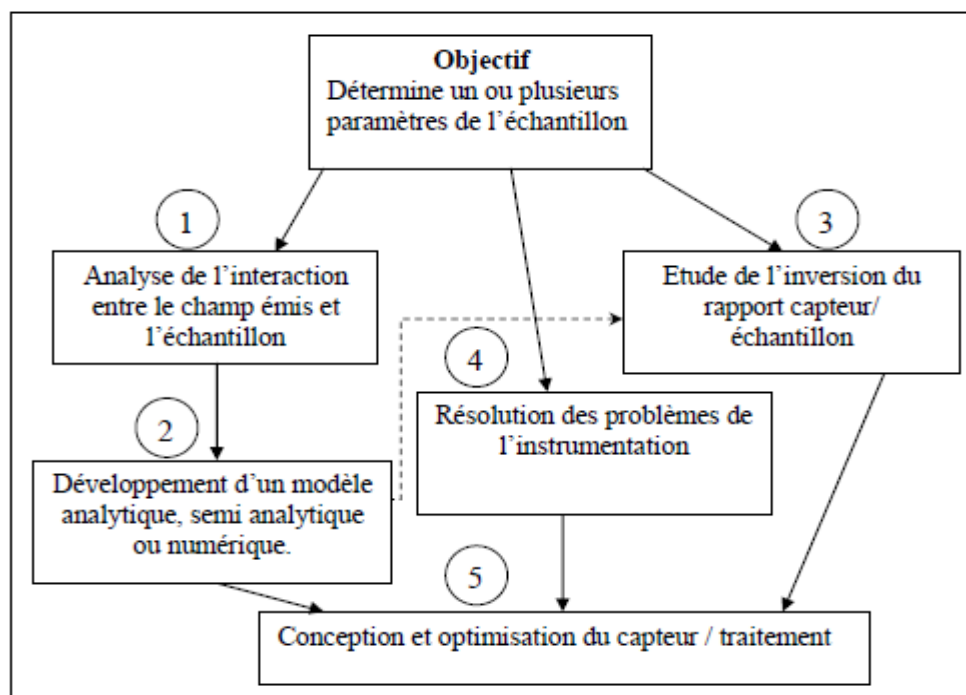 Objectif
Détermine un ou plusieurs
paramètres de l'échantillon
1
Analyse de l'interaction
entre le champ émis et
l'échantillon
3
Etude de l'inversion du
rapport capteur/
échantillon
2
Développement d'un modèle
analytique, semi analytique
ou numérique.
4
Résolution des problèmes de
l'instrumentation
5
Conception et optimisation du capteur / traitement